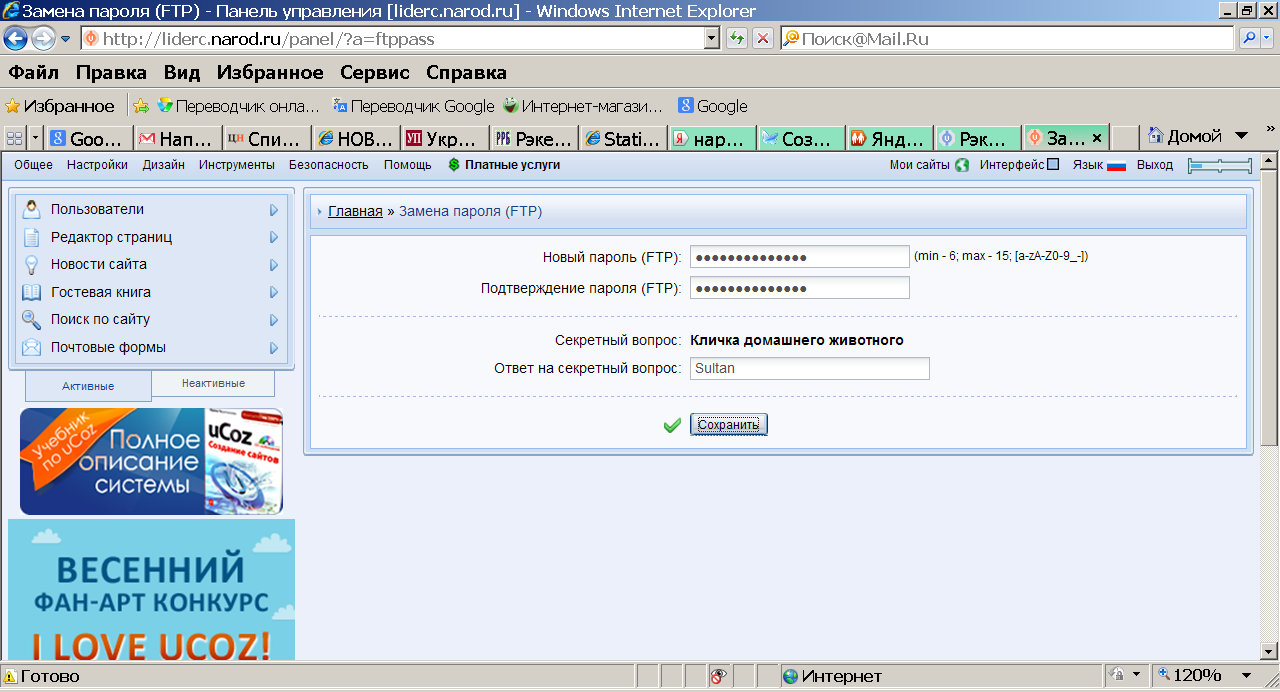 Замена пароля (FTP) - Панель управления [liderc.narod.ru] - Windows Internet Explorer
http://liderc.narod.ru/panel/?a=ftppass
Поиск@Mail.Ru
Файл Правка Вид Избранное Сервис Справка
Избранное Переводчик онла... Переводчик Google Интернет-магази... Google
Goo... Нап... Спи... НОВ... Укр... Рэке... Stati... нар... Соз... Янд... Рэк... За... Домой
Общее Настройки Дизайн Инструменты Безопасность Помощь Платные услуги Мои сайты Интерфейс Язык Выход
Пользователи
Редактор страниц
Новости сайта
Гостевая книга
Поиск по сайту
Почтовые формы
Активные Неактивные
Учебник
по uCoz
Полное
описание
системы
uCoz
Создание сайтов
ВЕСЕННИЙ
ФАН-АРТ КОНКУРС
I LOVE UCOZ!
Главная » Замена пароля (FTP)
Новый пароль (FTP): •••••••••••••• (min - 6; max - 15; [a-zA-Z0-9_-])
Подтверждение пароля (FTP): ••••••••••••••
Секретный вопрос: Кличка домашнего животного
Ответ на секретный вопрос: Sultan
Сохранить
Готово Интернет 120%